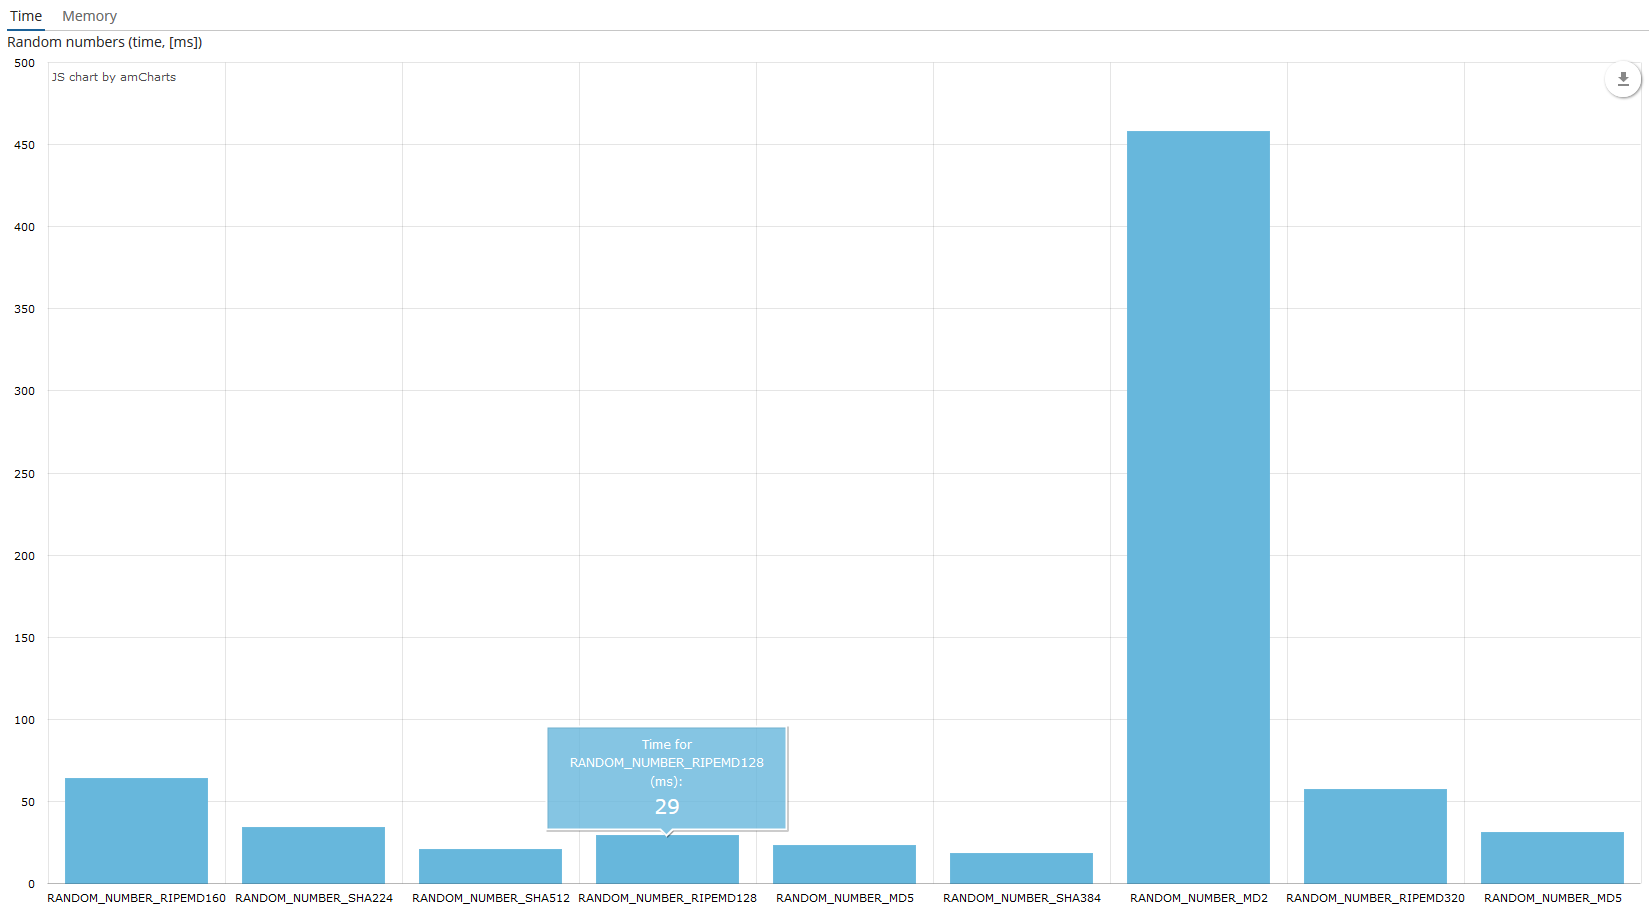 Time Memory
Random numbers (time, [ms])
JS chart by amCharts
500
450
400
350
300
250
200
150
100
50
0
Time for
RANDOM_NUMBER_RIPEMD128
(ms):
29
RANDOM_NUMBER_RIPEMD160 RANDOM_NUMBER_SHA224 RANDOM_NUMBER_SHA512 RANDOM_NUMBER_RIPEMD128 RANDOM_NUMBER_MD5 RANDOM_NUMBER_SHA384 RANDOM_NUMBER_MD2 RANDOM_NUMBER_RIPEMD320 RANDOM_NUMBER_MD5